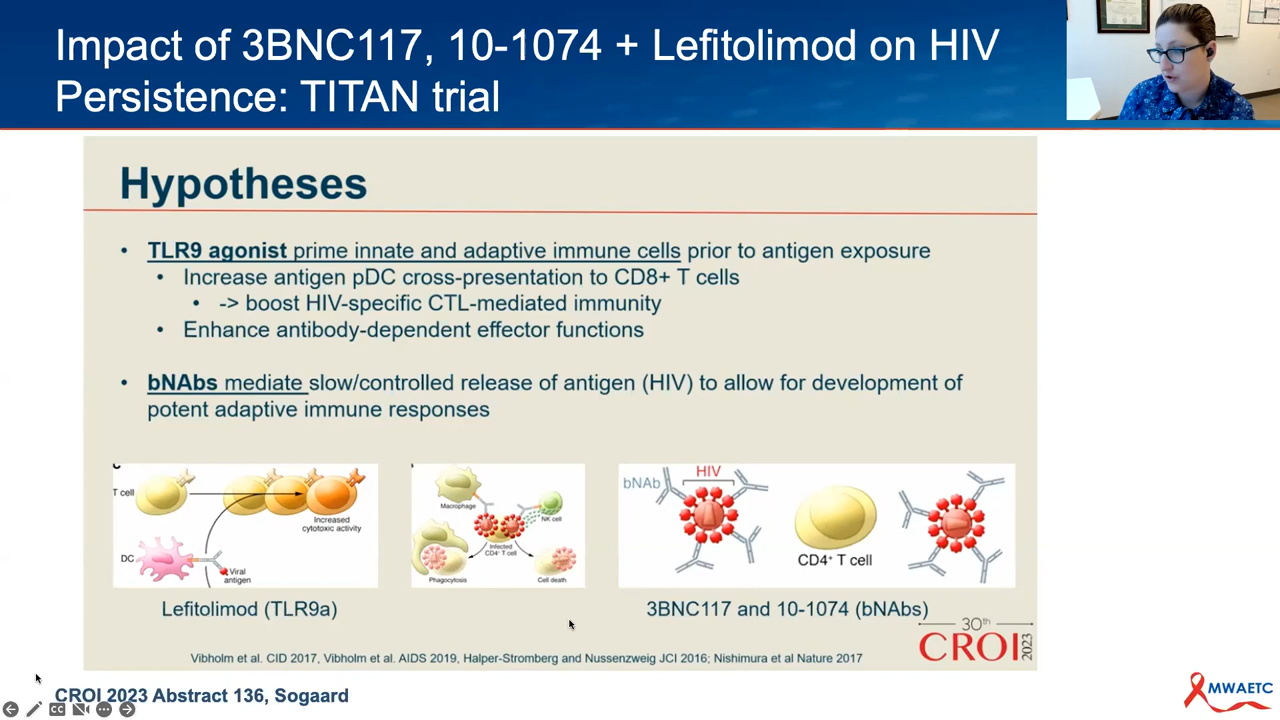 Impact of 3BNC117, 10-1074 + Lefitolimod on HIV
Persistence: TITAN trial
Hypotheses
• TLR9 agonist prime innate and adaptive immune cells prior to antigen exposure
• Increase antigen pDC cross-presentation to CD8+ T cells
• -> boost HIV-specific CTL-mediated immunity
• Enhance antibody-dependent effector functions
• bNAbs mediate slow/controlled release of antigen (HIV) to allow for development of
potent adaptive immune responses
T cell
Increased
cytotoxic activity
DC
Viral
antigen
Lefitolimod (TLR9a)
Macrophage
NK cell
Infected
CD4⁺ T cell
Phagocytosis
Cell death
bNAb
HIV
CD4⁺ T cell
3BNC117 and 10-1074 (bNAbs)
30th
CROI
2023
Vibholm et al. CID 2017, Vibholm et al. AIDS 2019, Halper-Stromberg and Nussenzweig JCI 2016; Nishimura et al Nature 2017
CROI 2023 Abstract 136, Sogaard
CC
MWAETC